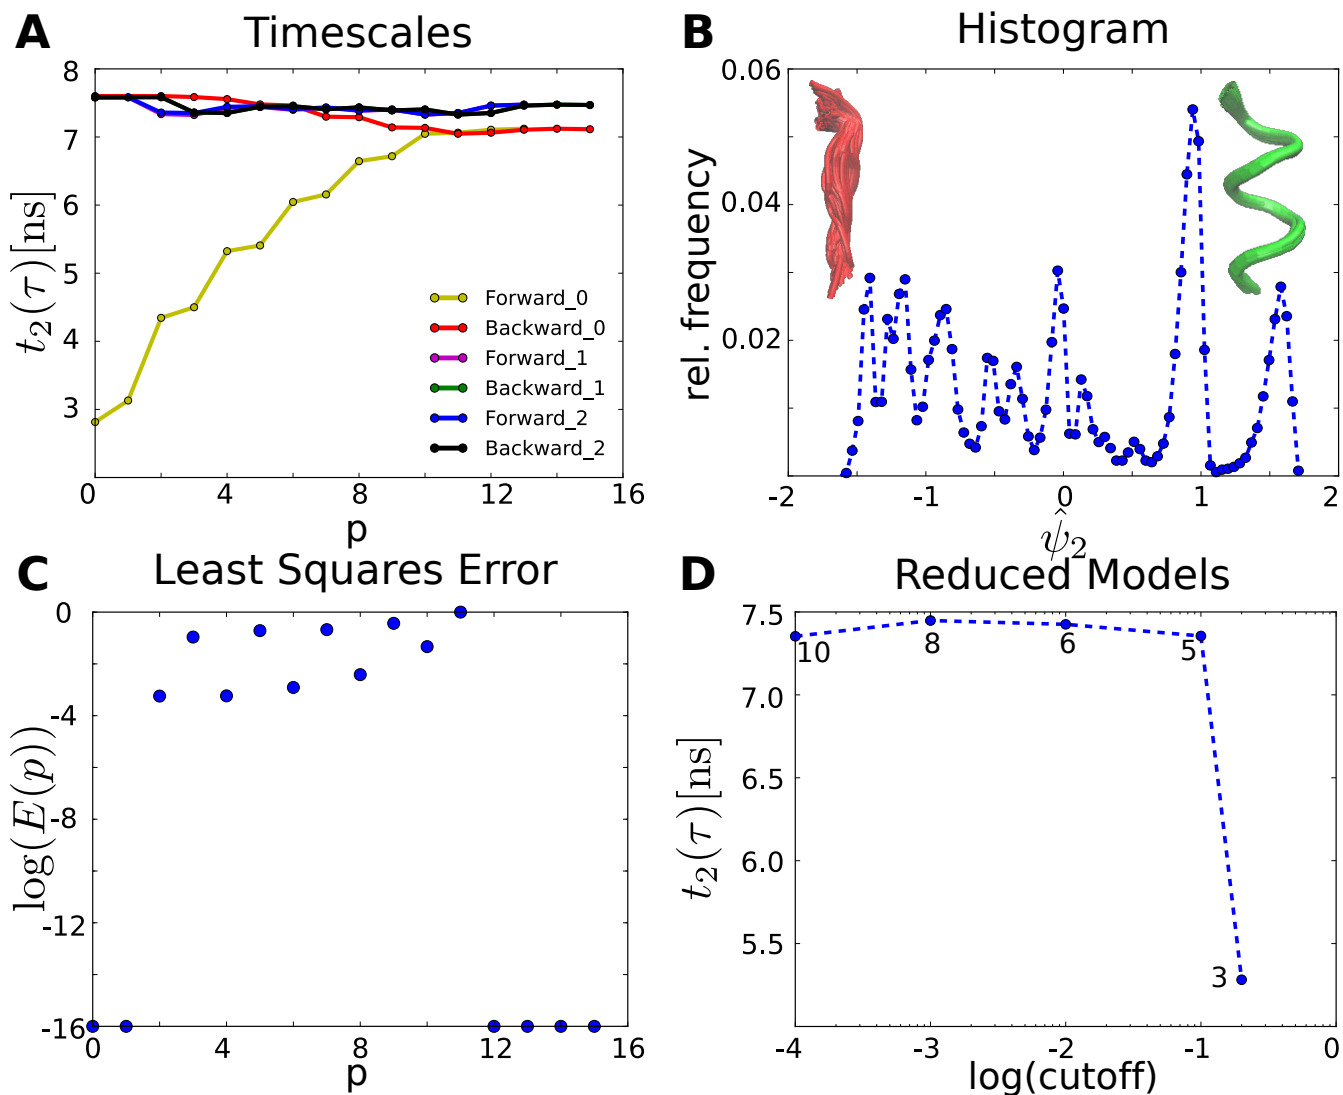 A
Timescales
8
7
6
5
4
3
t₂(τ)[ns]
Forward_0
Backward_0
Forward_1
Backward_1
Forward_2
Backward_2
0
4
8
12
16
p
B
Histogram
0.06
0.04
0.02
rel. frequency
-2
-1
0
1
2
ψ̂₂
C
Least Squares Error
0
-4
-8
-12
-16
log(E(p))
0
4
8
12
16
p
D
Reduced Models
7.5
7.0
6.5
6.0
5.5
t₂(τ)[ns]
10
8
6
5
3
-4
-3
-2
-1
0
log(cutoff)